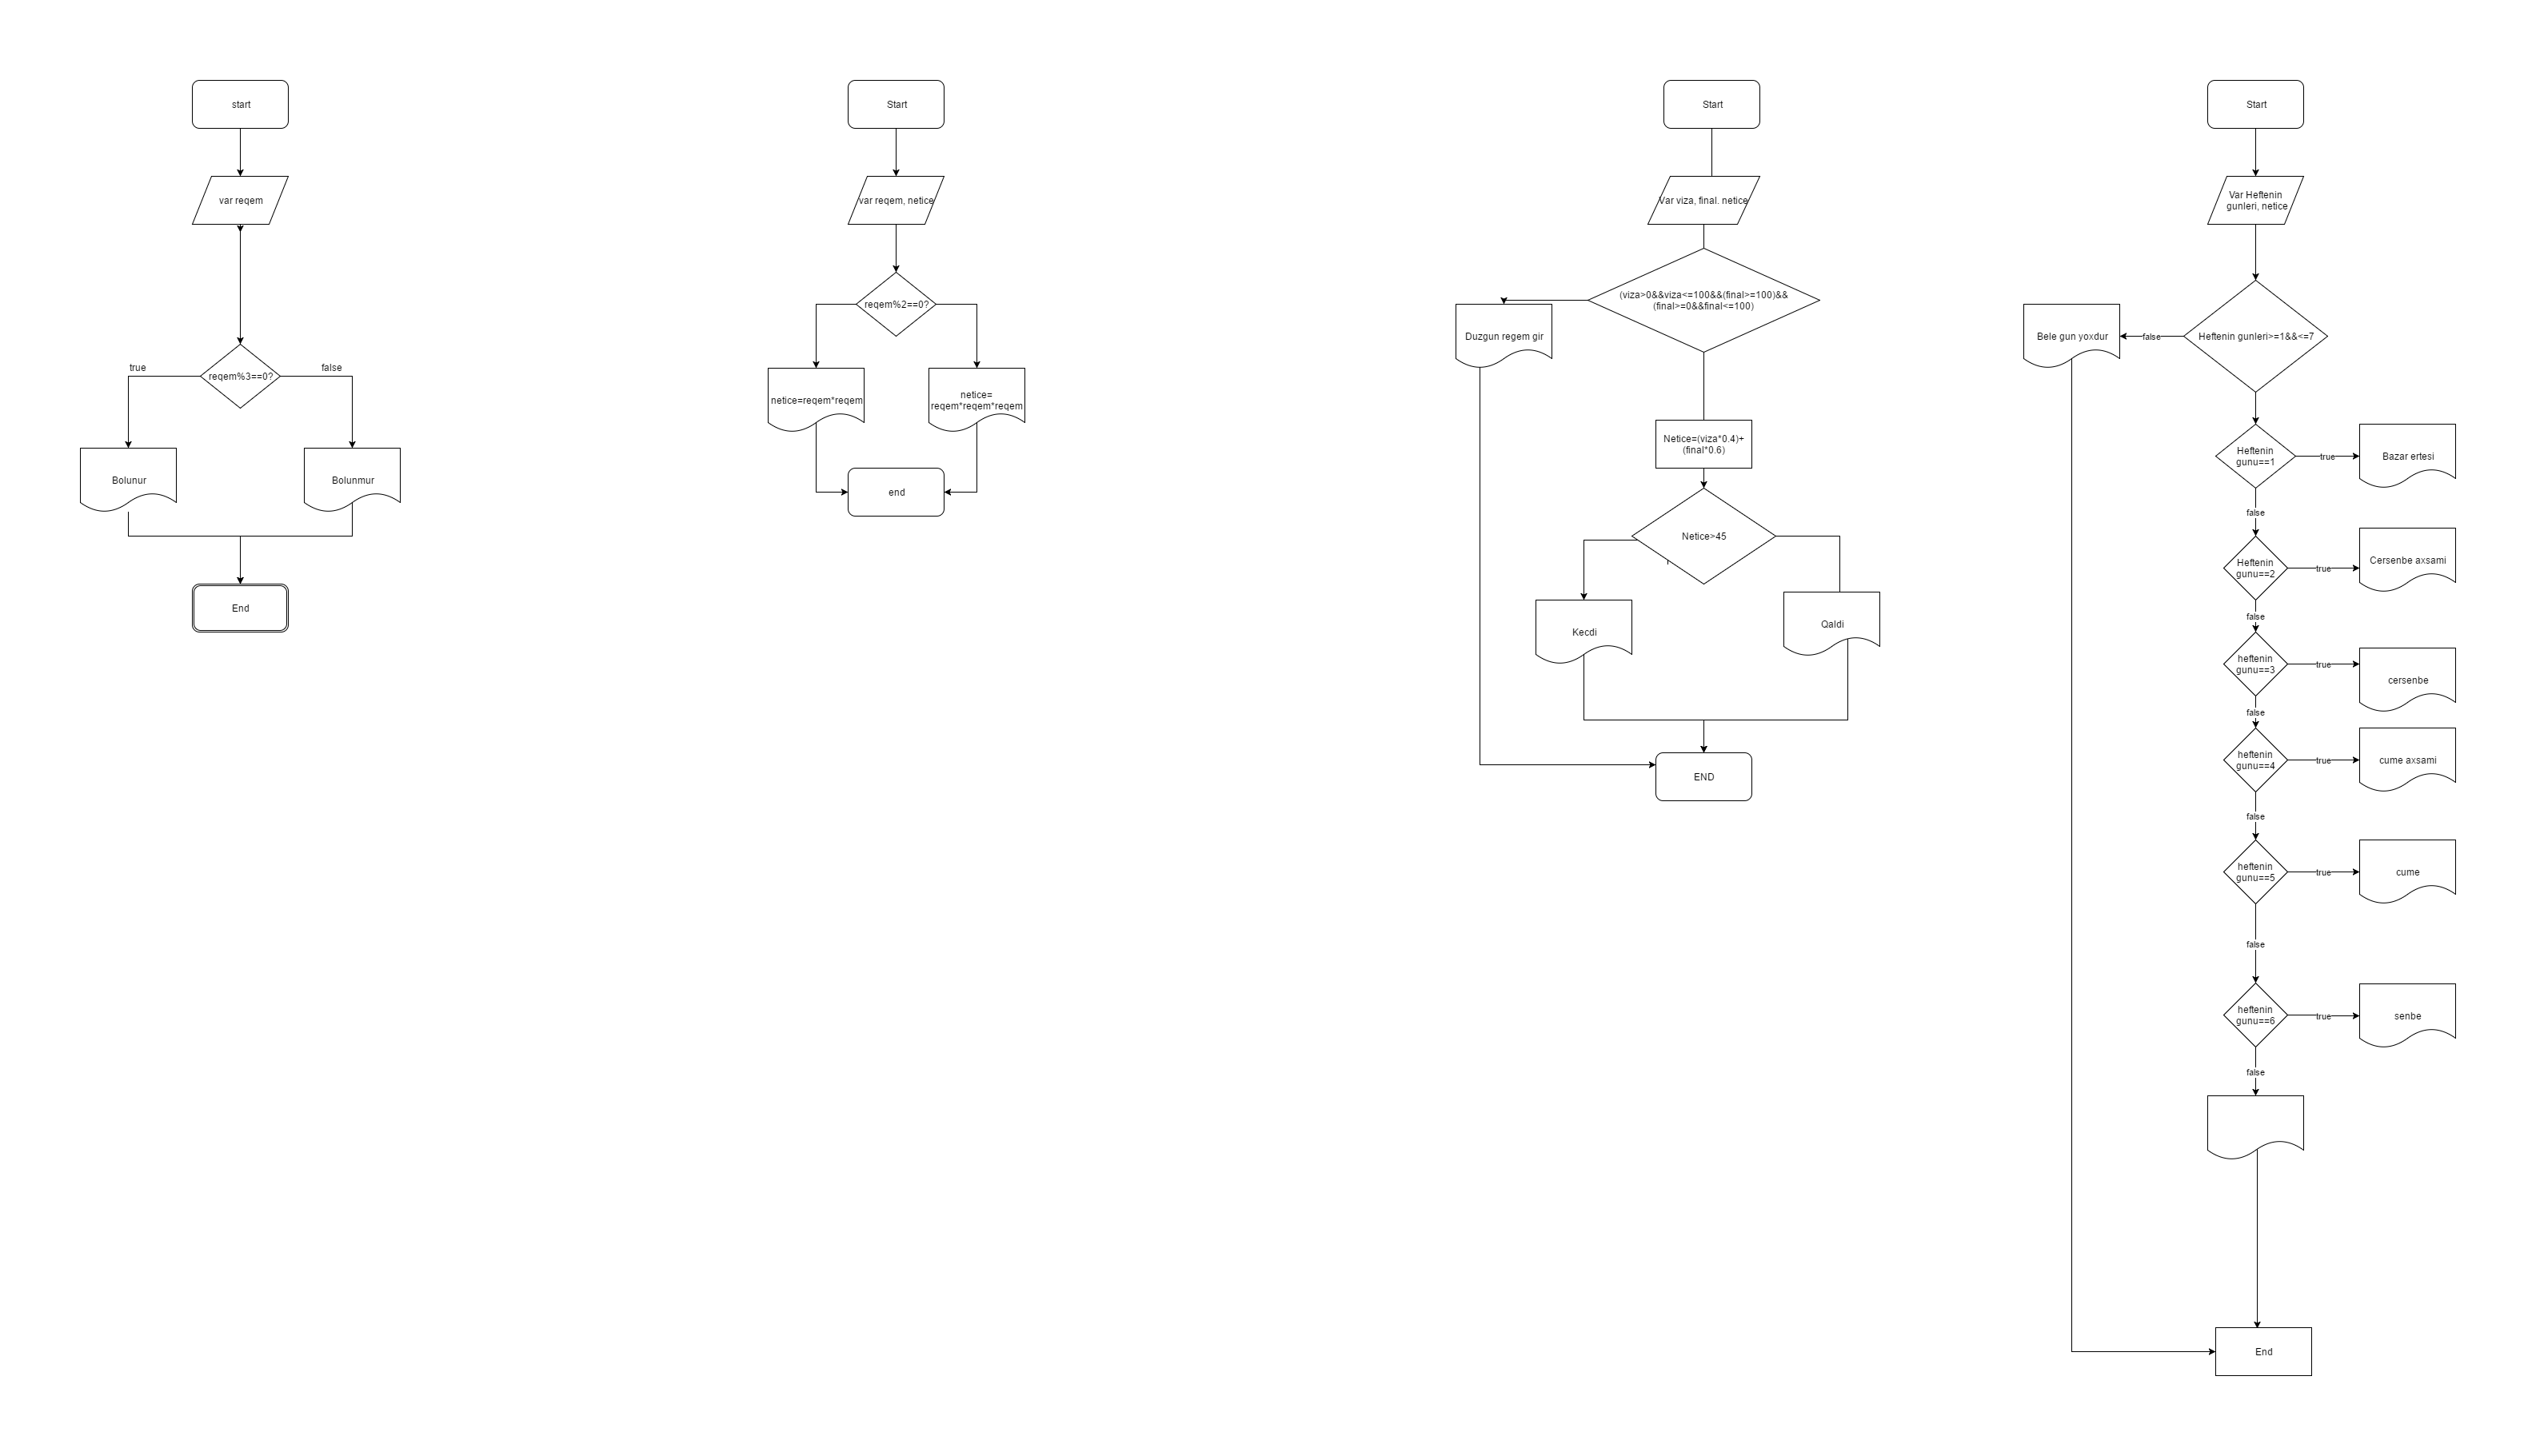 start
var reqem
true
reqem%3==0?
false
Bolunur
Bolunmur
End
Start
var reqem, netice
reqem%2==0?
netice=reqem*reqem
netice=
reqem*reqem*reqem
end
Start
Var viza, final. netice
(viza>0&&viza<=100&&(final>=100)&&
(final>=0&&final<=100)
Duzgun regem gir
Netice=(viza*0.4)+
(final*0.6)
Netice>45
Kecdi
Qaldi
END
Start
Var Heftenin
gunleri, netice
Bele gun yoxdur
false
Heftenin gunleri>=1&&<=7
Heftenin
gunu==1
true
Bazar ertesi
false
Heftenin
gunu==2
true
Cersenbe axsami
false
heftenin
gunu==3
true
cersenbe
false
heftenin
gunu==4
true
cume axsami
false
heftenin
gunu==5
true
cume
false
heftenin
gunu==6
true
senbe
false
End